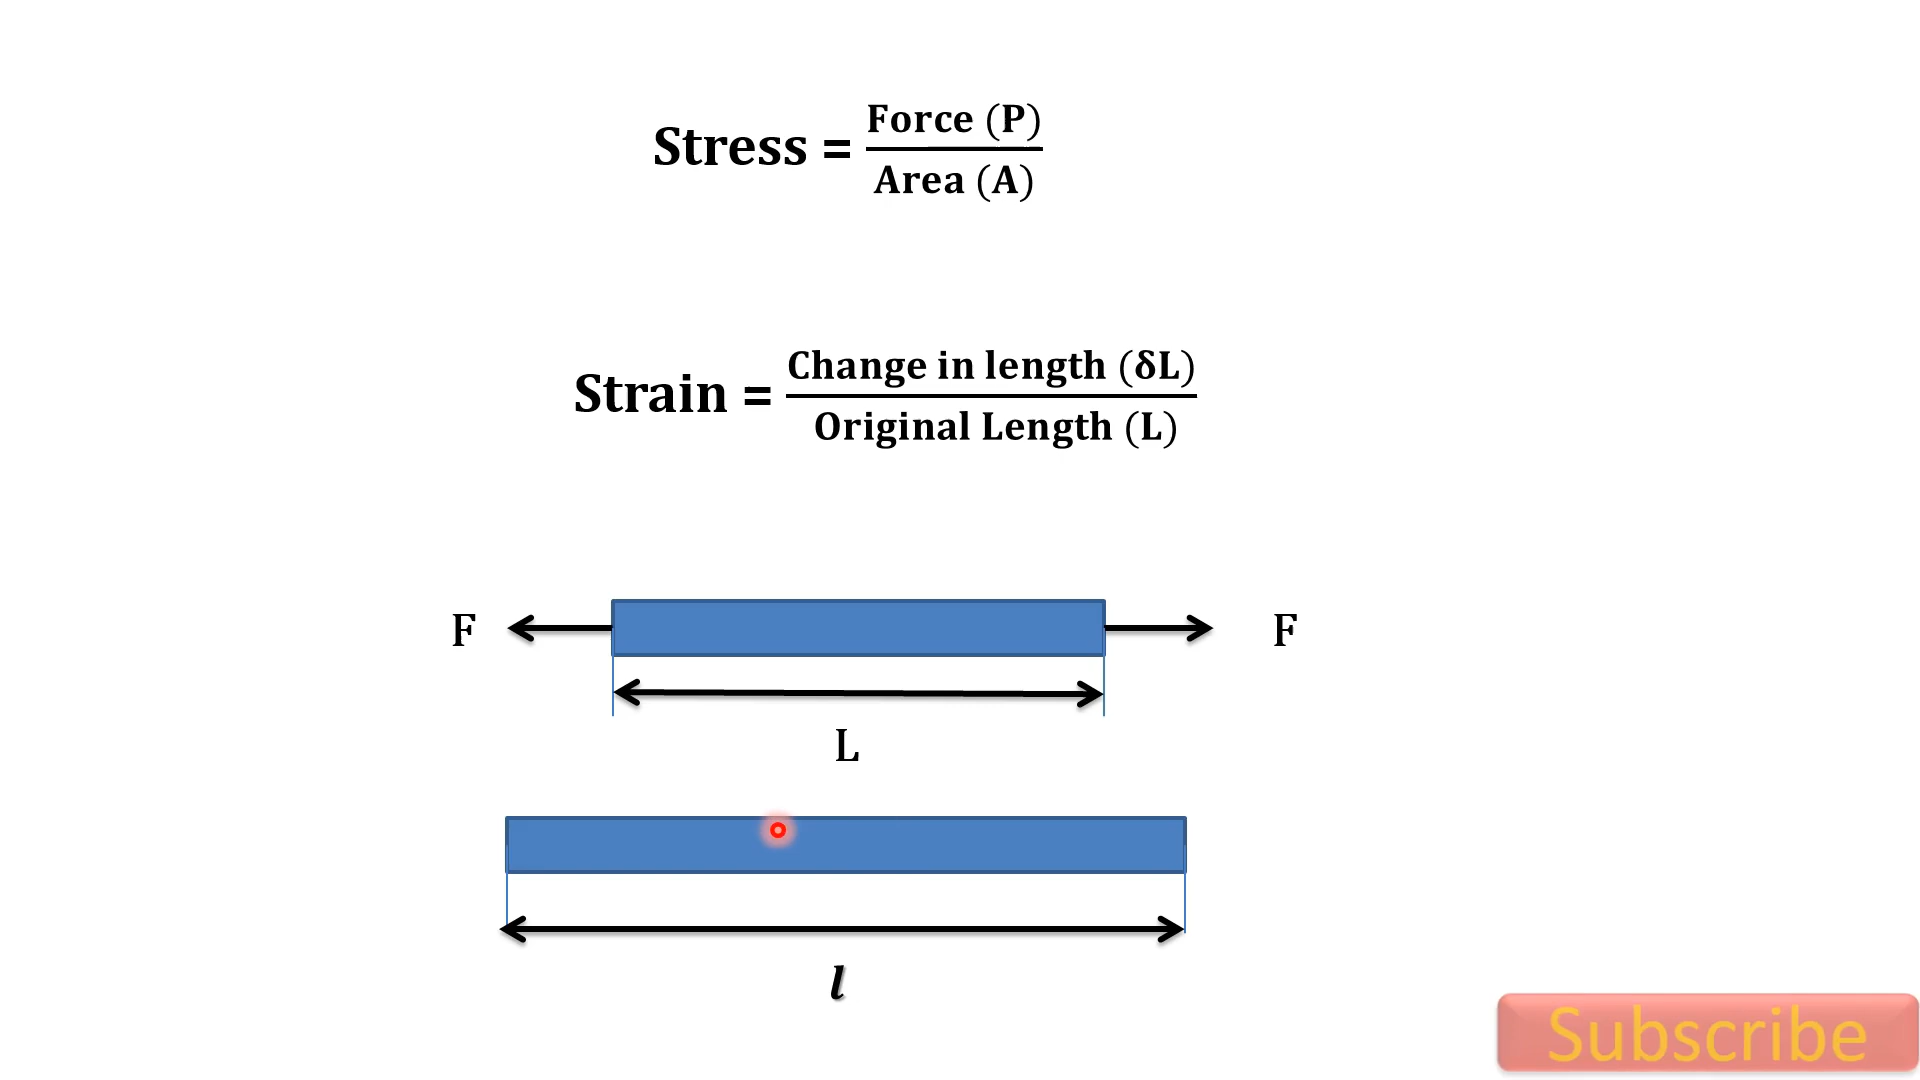 Stress = Force (P)
Area (A)
Strain = Change in length (δL)
Original Length (L)
F F
L
l
Subscribe